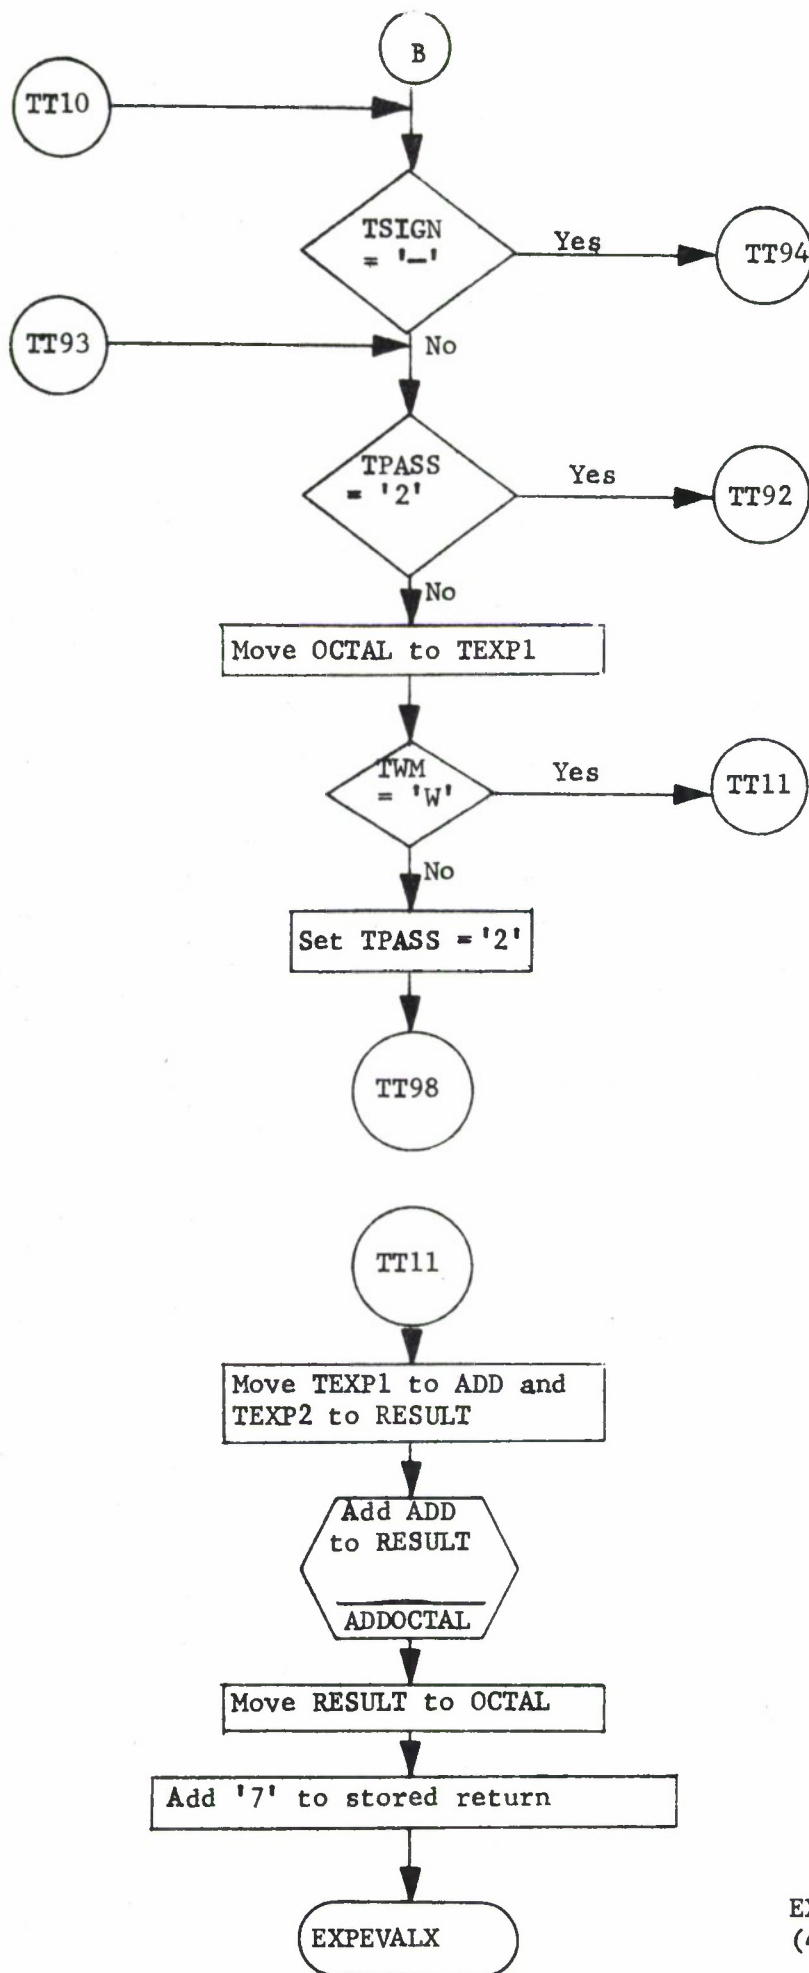 B
TT10
TSIGN
= '-'
Yes
TT94
TT93
No
TPASS
= '2'
Yes
TT92
No
Move OCTAL to TEXP1
TWM
= 'W'
Yes
TT11
No
Set TPASS = '2'
TT98
TT11
Move TEXP1 to ADD and
TEXP2 to RESULT
Add ADD
to RESULT
ADDOCTAL
Move RESULT to OCTAL
Add '7' to stored return
EXPEVALX